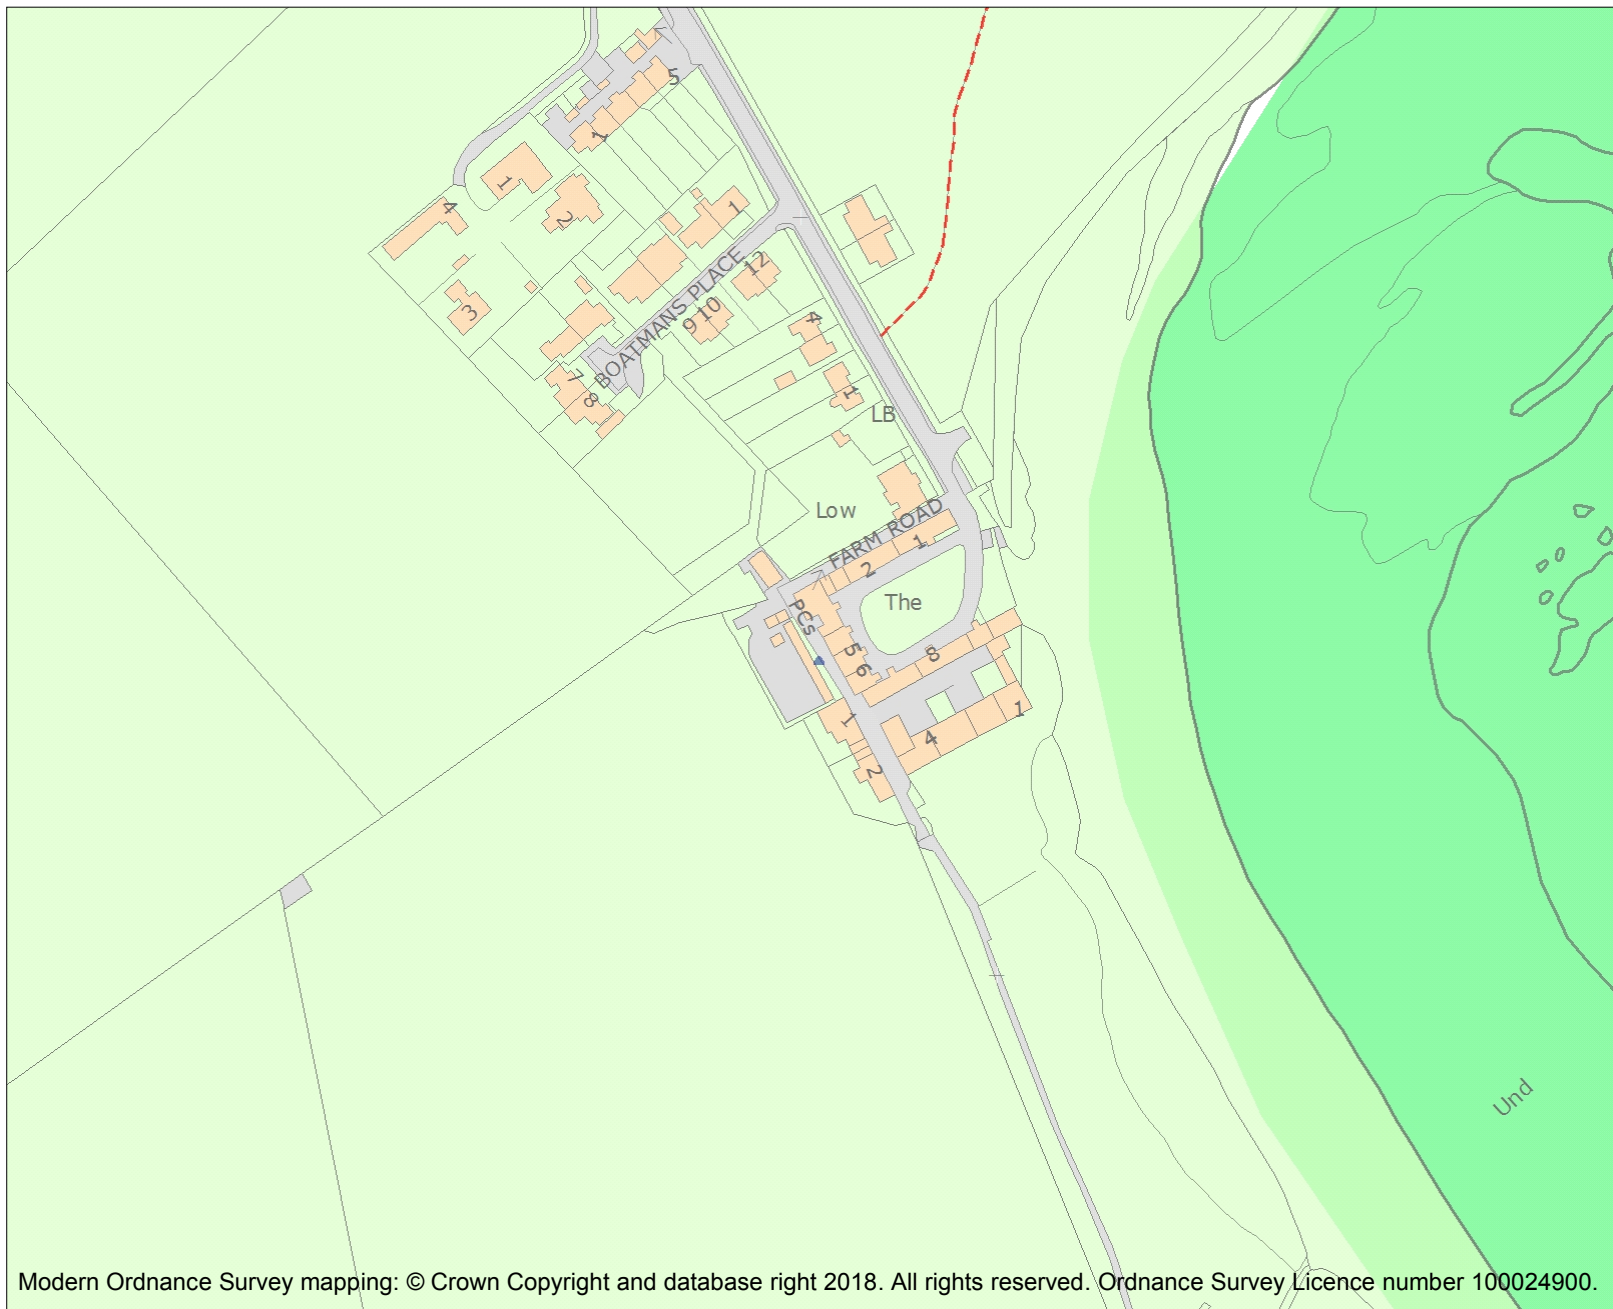 5
1
1
2
4
3
1
BOATMANS PLACE
12
9 10
4
7
8
1
LB
Low
FARM ROAD
1
2
The
PCs
5
6
8
1
1
4
2
Und
Modern Ordnance Survey mapping: © Crown Copyright and database right 2018. All rights reserved. Ordnance Survey Licence number 100024900.